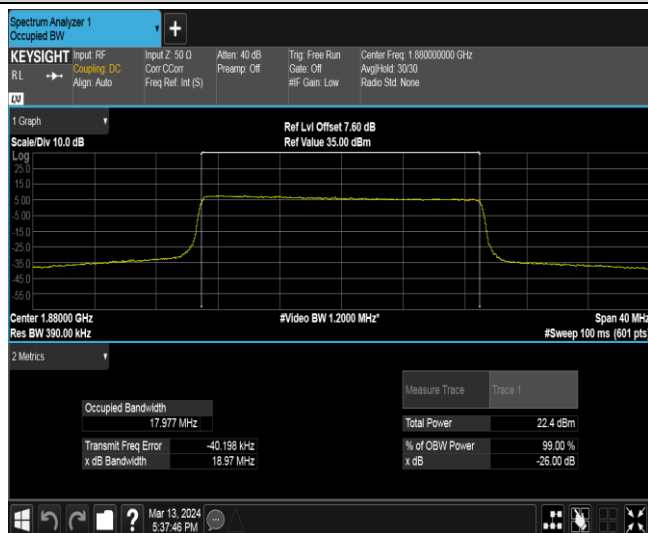 Spectrum Analyzer 1
Occupied BW
+
KEYSIGHT Input: RF Input Z: 50 Ω Atten: 40 dB Trig: Free Run Center Freq: 1.880000000 GHz
RL Coupling: DC Corr CCorr Preamp: Off Gate: Off Avg|Hold: 30/30
Align: Auto Freq Ref: Int (S) #IF Gain: Low Radio Std: None
LXI
1 Graph
Ref Lvl Offset 7.60 dB
Scale/Div 10.0 dB Ref Value 35.00 dBm
Log
25.0
15.0
5.00
-5.00
-15.0
-25.0
-35.0
-45.0
-55.0
Center 1.88000 GHz #Video BW 1.2000 MHz* Span 40 MHz
Res BW 390.00 kHz #Sweep 100 ms (601 pts)
2 Metrics
Measure Trace Trace 1
Occupied Bandwidth
17.977 MHz Total Power 22.4 dBm
Transmit Freq Error -40.198 kHz % of OBW Power 99.00 %
x dB Bandwidth 18.97 MHz x dB -26.00 dB
? Mar 13, 2024
5:37:46 PM